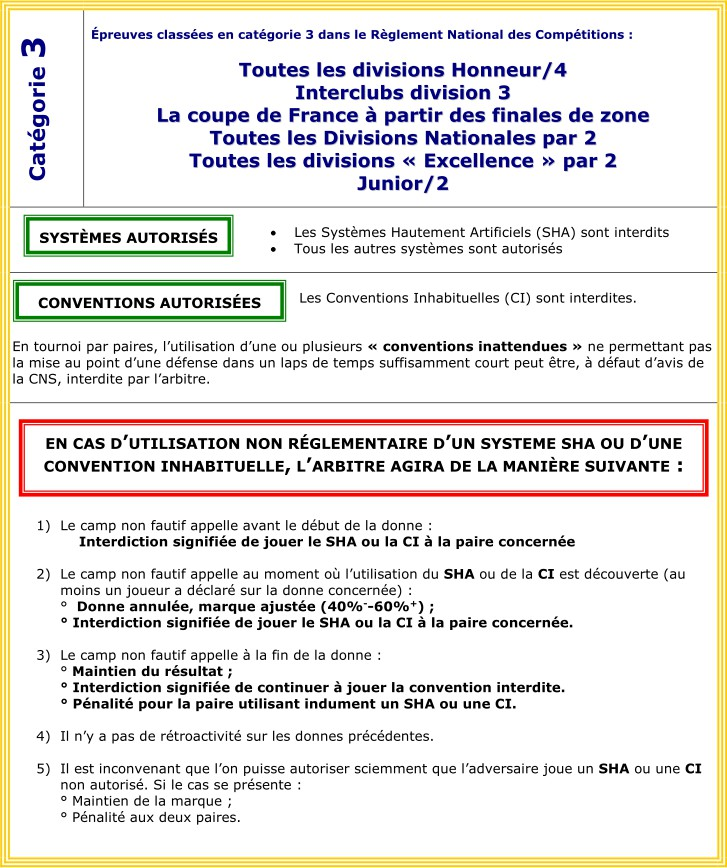 Catégorie 3
Épreuves classées en catégorie 3 dans le Règlement National des Compétitions :
Toutes les divisions Honneur/4
Interclubs division 3
La coupe de France à partir des finales de zone
Toutes les Divisions Nationales par 2
Toutes les divisions « Excellence » par 2
Junior/2
SYSTÈMES AUTORISÉS
• Les Systèmes Hautement Artificiels (SHA) sont interdits
• Tous les autres systèmes sont autorisés
CONVENTIONS AUTORISÉES
Les Conventions Inhabituelles (CI) sont interdites.
En tournoi par paires, l’utilisation d’une ou plusieurs « conventions inattendues » ne permettant pas
la mise au point d’une défense dans un laps de temps suffisamment court peut être, à défaut d’avis de
la CNS, interdite par l’arbitre.
EN CAS D’UTILISATION NON RÉGLEMENTAIRE D’UN SYSTEME SHA OU D’UNE
CONVENTION INHABITUELLE, L’ARBITRE AGIRA DE LA MANIÈRE SUIVANTE :
1) Le camp non fautif appelle avant le début de la donne :
Interdiction signifiée de jouer le SHA ou la CI à la paire concernée
2) Le camp non fautif appelle au moment où l’utilisation du SHA ou de la CI est découverte (au
moins un joueur a déclaré sur la donne concernée) :
° Donne annulée, marque ajustée (40%⁻-60%⁺) ;
° Interdiction signifiée de jouer le SHA ou la CI à la paire concernée.
3) Le camp non fautif appelle à la fin de la donne :
° Maintien du résultat ;
° Interdiction signifiée de continuer à jouer la convention interdite.
° Pénalité pour la paire utilisant indument un SHA ou une CI.
4) Il n’y a pas de rétroactivité sur les donnes précédentes.
5) Il est inconvenant que l’on puisse autoriser sciemment que l’adversaire joue un SHA ou une CI
non autorisé. Si le cas se présente :
° Maintien de la marque ;
° Pénalité aux deux paires.